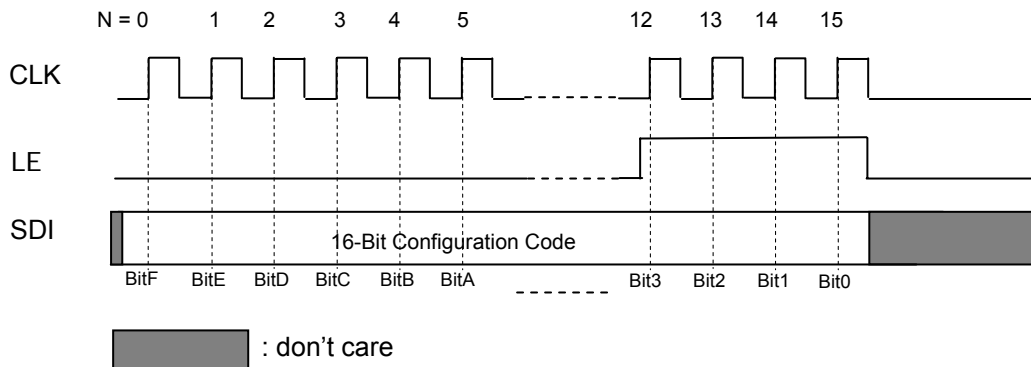 N = 0 1 2 3 4 5 12 13 14 15
CLK
LE
SDI
16-Bit Configuration Code
BitF BitE BitD BitC BitB BitA Bit3 Bit2 Bit1 Bit0
: don't care